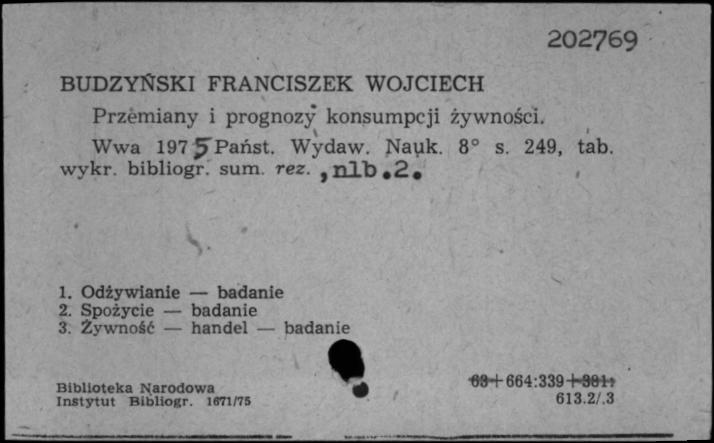 202769
BUDZYŃSKI FRANCISZEK WOJCIECH
Przemiany i prognozy konsumpcji żywności.
Wwa 1975 Państ. Wydaw. Nauk. 8° s. 249, tab.
wykr. bibliogr. sum. rez. , nlb.2.
1. Odżywianie — badanie
2. Spożycie — badanie
3. Żywność — handel — badanie
Biblioteka Narodowa
Instytut Bibliogr. 1671/75
63+664:339+381:
613.2/.3